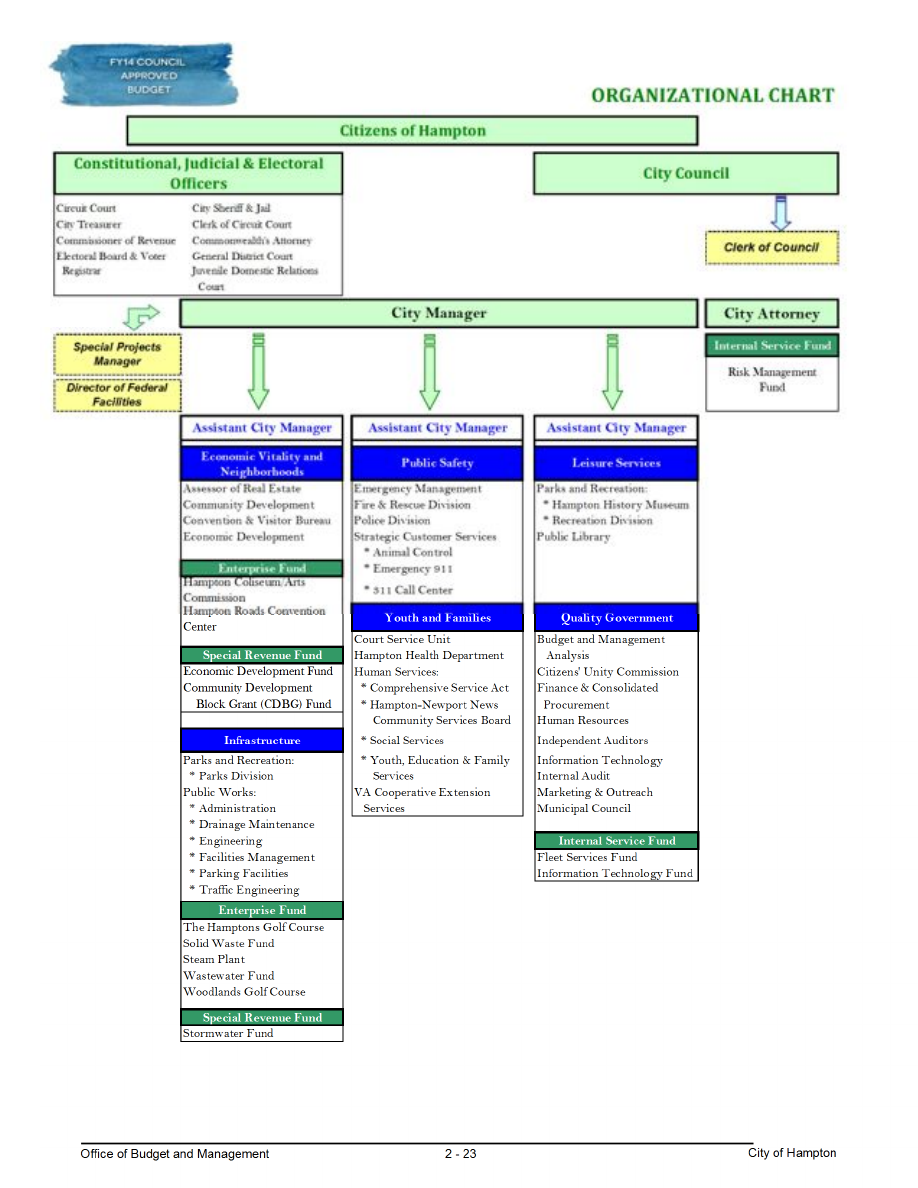 FY14 COUNCIL
APPROVED
BUDGET
ORGANIZATIONAL CHART
Citizens of Hampton
Constitutional, Judicial & Electoral
Officers
Circuit Court
City Treasurer
Commissioner of Revenue
Electoral Board & Voter
Registrar
City Sheriff & Jail
Clerk of Circuit Court
Commonwealth's Attorney
General District Court
Juvenile Domestic Relations
Court
City Council
Clerk of Council
City Manager
City Attorney
Internal Service Fund
Risk Management
Fund
Special Projects
Manager
Director of Federal
Facilities
Assistant City Manager
Economic Vitality and
Neighborhoods
Assessor of Real Estate
Community Development
Convention & Visitor Bureau
Economic Development
Enterprise Fund
Hampton Coliseum/Arts
Commission
Hampton Roads Convention
Center
Special Revenue Fund
Economic Development Fund
Community Development
Block Grant (CDBG) Fund
Infrastructure
Parks and Recreation:
* Parks Division
Public Works:
* Administration
* Drainage Maintenance
* Engineering
* Facilities Management
* Parking Facilities
* Traffic Engineering
Enterprise Fund
The Hamptons Golf Course
Solid Waste Fund
Steam Plant
Wastewater Fund
Woodlands Golf Course
Special Revenue Fund
Stormwater Fund
Assistant City Manager
Public Safety
Emergency Management
Fire & Rescue Division
Police Division
Strategic Customer Services
* Animal Control
* Emergency 911
* 311 Call Center
Youth and Families
Court Service Unit
Hampton Health Department
Human Services:
* Comprehensive Service Act
* Hampton-Newport News
Community Services Board
* Social Services
* Youth, Education & Family
Services
VA Cooperative Extension
Services
Assistant City Manager
Leisure Services
Parks and Recreation:
* Hampton History Museum
* Recreation Division
Public Library
Quality Government
Budget and Management
Analysis
Citizens' Unity Commission
Finance & Consolidated
Procurement
Human Resources
Independent Auditors
Information Technology
Internal Audit
Marketing & Outreach
Municipal Council
Internal Service Fund
Fleet Services Fund
Information Technology Fund
Office of Budget and Management
2 - 23
City of Hampton